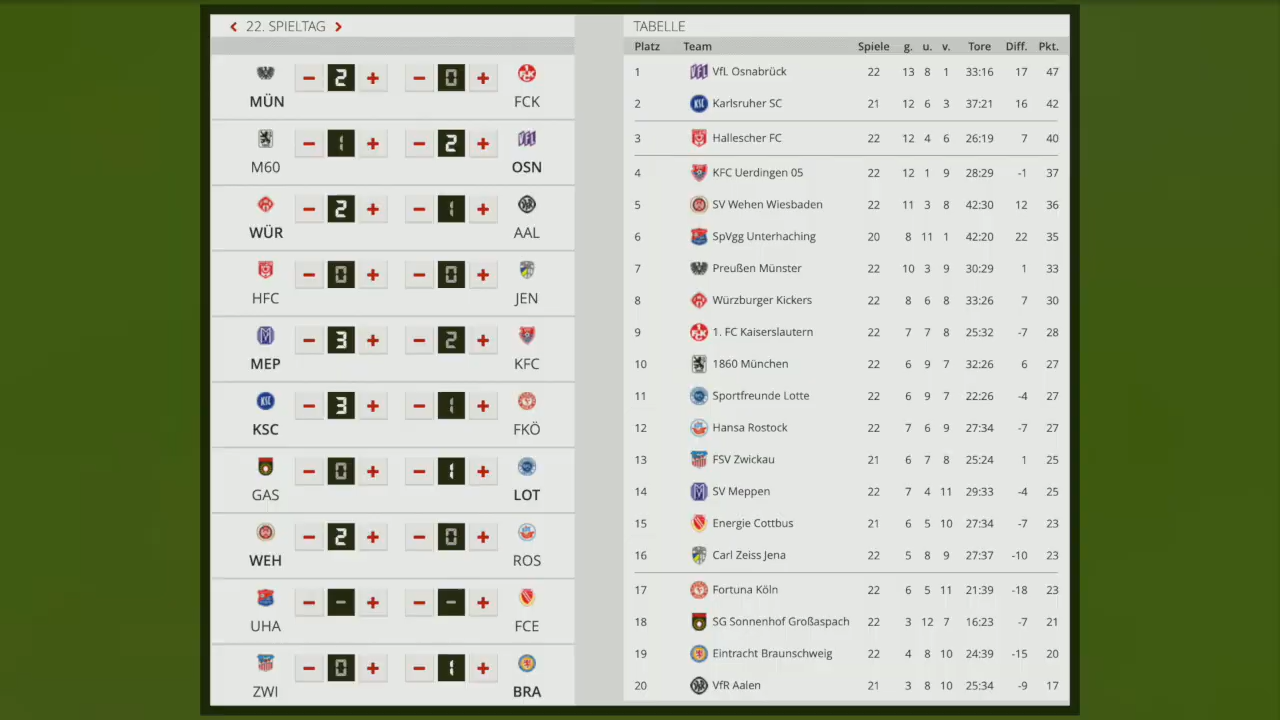 22. SPIELTAG
MÜN 2 0 FCK
M60 1 2 OSN
WÜR 2 1 AAL
HFC 0 0 JEN
MEP 3 2 KFC
KSC 3 1 FKÖ
GAS 0 1 LOT
WEH 2 0 ROS
UHA - - FCE
ZWI 0 1 BRA
TABELLE
Platz Team Spiele g. u. v. Tore Diff. Pkt.
1 VfL Osnabrück 22 13 8 1 33:16 17 47
2 Karlsruher SC 21 12 6 3 37:21 16 42
3 Hallescher FC 22 12 4 6 26:19 7 40
4 KFC Uerdingen 05 22 12 1 9 28:29 -1 37
5 SV Wehen Wiesbaden 22 11 3 8 42:30 12 36
6 SpVgg Unterhaching 20 8 11 1 42:20 22 35
7 Preußen Münster 22 10 3 9 30:29 1 33
8 Würzburger Kickers 22 8 6 8 33:26 7 30
9 1. FC Kaiserslautern 22 7 7 8 25:32 -7 28
10 1860 München 22 6 9 7 32:26 6 27
11 Sportfreunde Lotte 22 6 9 7 22:26 -4 27
12 Hansa Rostock 22 7 6 9 27:34 -7 27
13 FSV Zwickau 21 6 7 8 25:24 1 25
14 SV Meppen 22 7 4 11 29:33 -4 25
15 Energie Cottbus 21 6 5 10 27:34 -7 23
16 Carl Zeiss Jena 22 5 8 9 27:37 -10 23
17 Fortuna Köln 22 6 5 11 21:39 -18 23
18 SG Sonnenhof Großaspach 22 3 12 7 16:23 -7 21
19 Eintracht Braunschweig 22 4 8 10 24:39 -15 20
20 VfR Aalen 21 3 8 10 25:34 -9 17